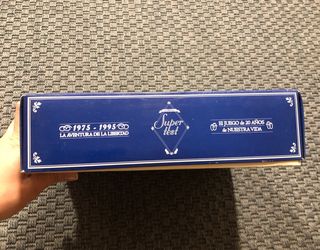 1975 - 1995
LA AVENTURA DE LA LIBERTAD
Super
test
El JUEGO de 20 AÑOS
de NUESTRA VIDA